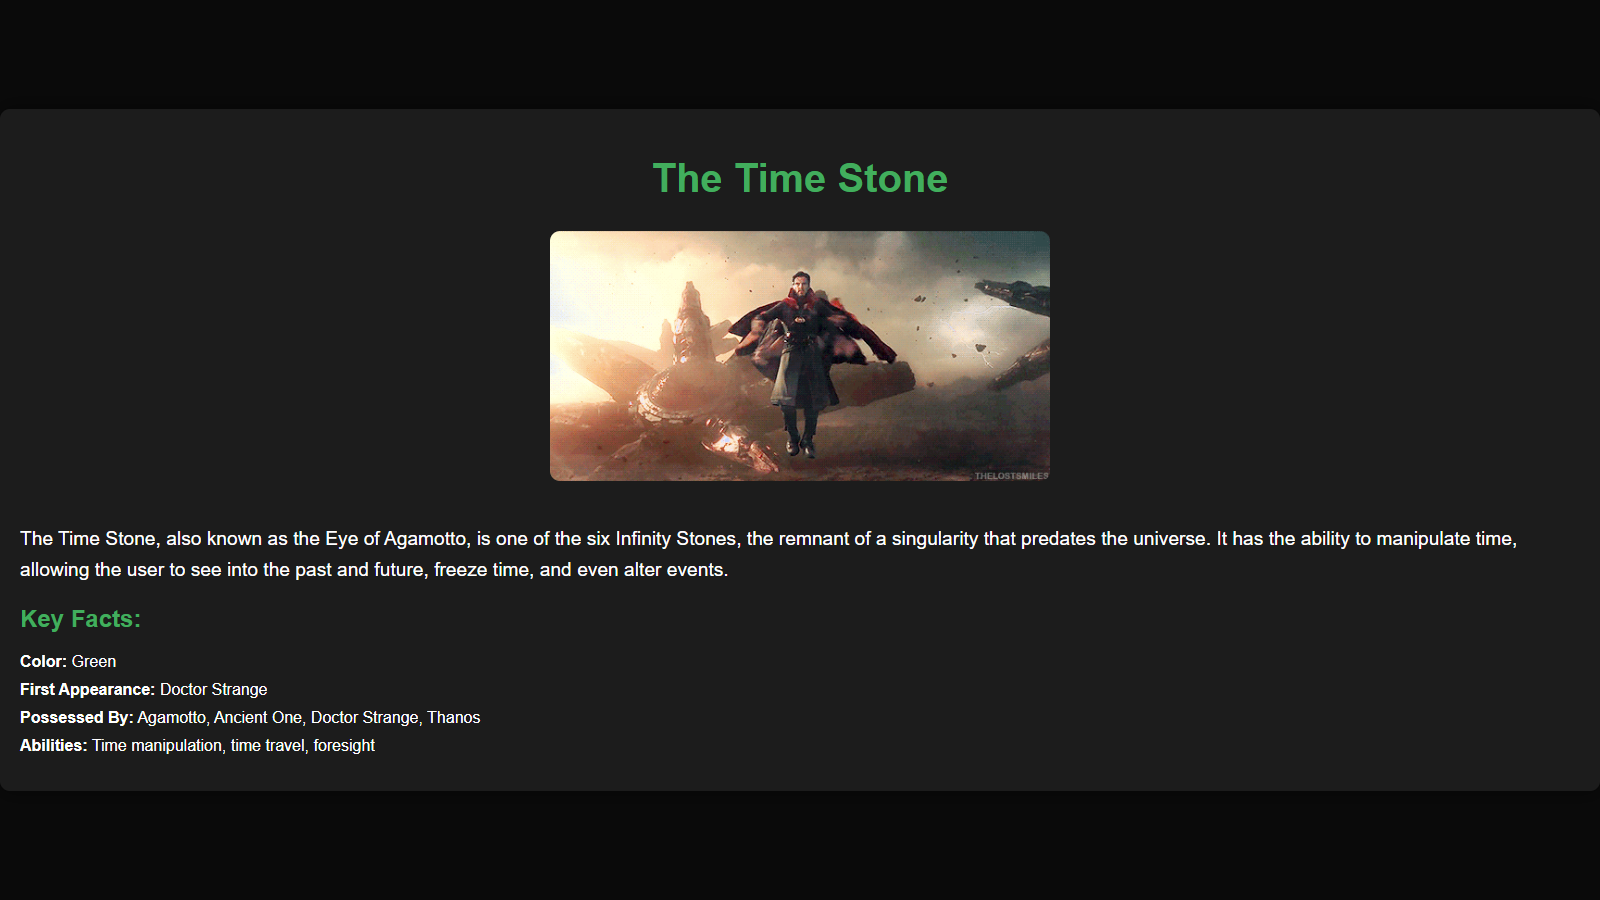 The Time Stone
THELOSTSMILES
The Time Stone, also known as the Eye of Agamotto, is one of the six Infinity Stones, the remnant of a singularity that predates the universe. It has the ability to manipulate time,
allowing the user to see into the past and future, freeze time, and even alter events.
Key Facts:
Color: Green
First Appearance: Doctor Strange
Possessed By: Agamotto, Ancient One, Doctor Strange, Thanos
Abilities: Time manipulation, time travel, foresight